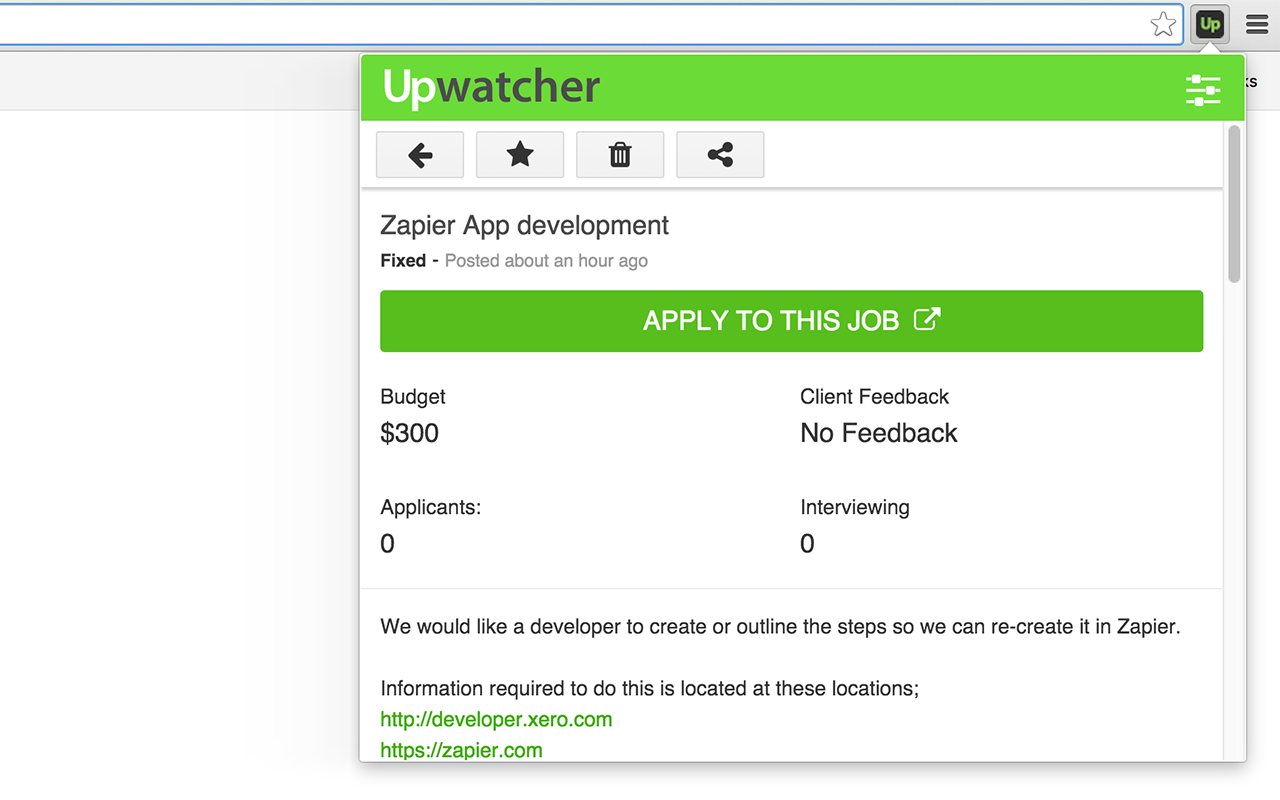 Up
ks
Upwatcher
Zapier App development
Fixed - Posted about an hour ago
APPLY TO THIS JOB
Budget
Client Feedback
$300
No Feedback
Applicants:
Interviewing
0
0
We would like a developer to create or outline the steps so we can re-create it in Zapier.
Information required to do this is located at these locations;
http://developer.xero.com
https://zapier.com